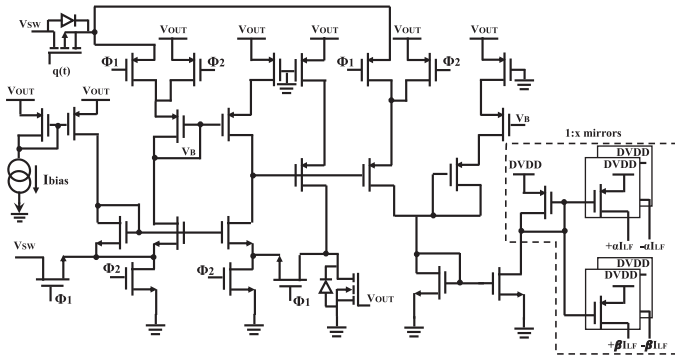 VSW
q(t)
VOUT
VOUT
VOUT
VOUT
VOUT
Φ1
Φ2
Φ1
Φ2
VOUT
VOUT
VB
VB
Ibias
1:x mirrors
DVDD
DVDD
DVDD
+αILF -αILF
VSW
Φ1
Φ2
Φ2
Φ1
VOUT
DVDD
DVDD
+βILF -βILF